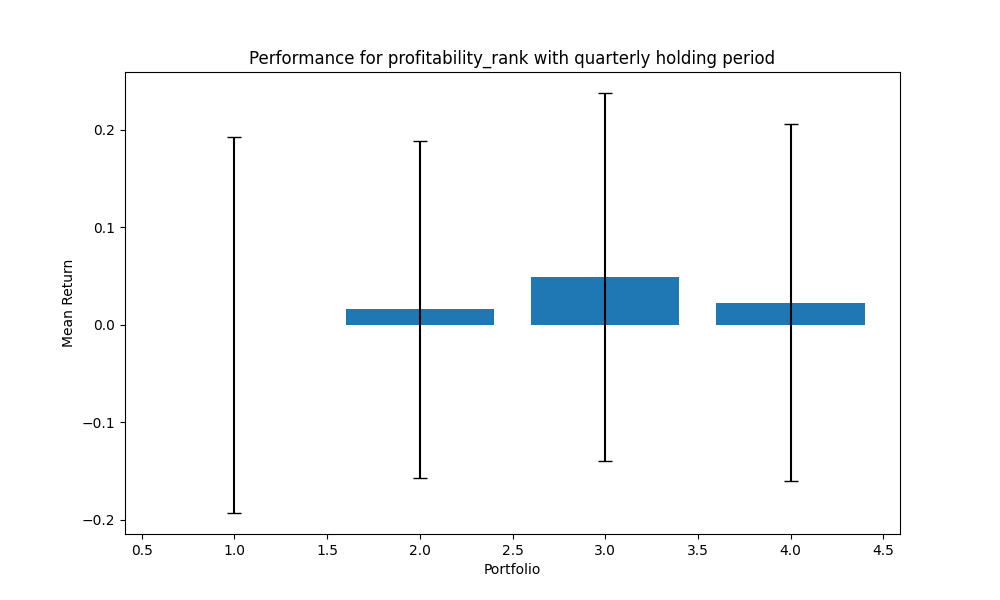 Performance for profitability_rank with quarterly holding period
Mean Return
0.2
0.1
0.0
−0.1
−0.2
0.5 1.0 1.5 2.0 2.5 3.0 3.5 4.0 4.5
Portfolio